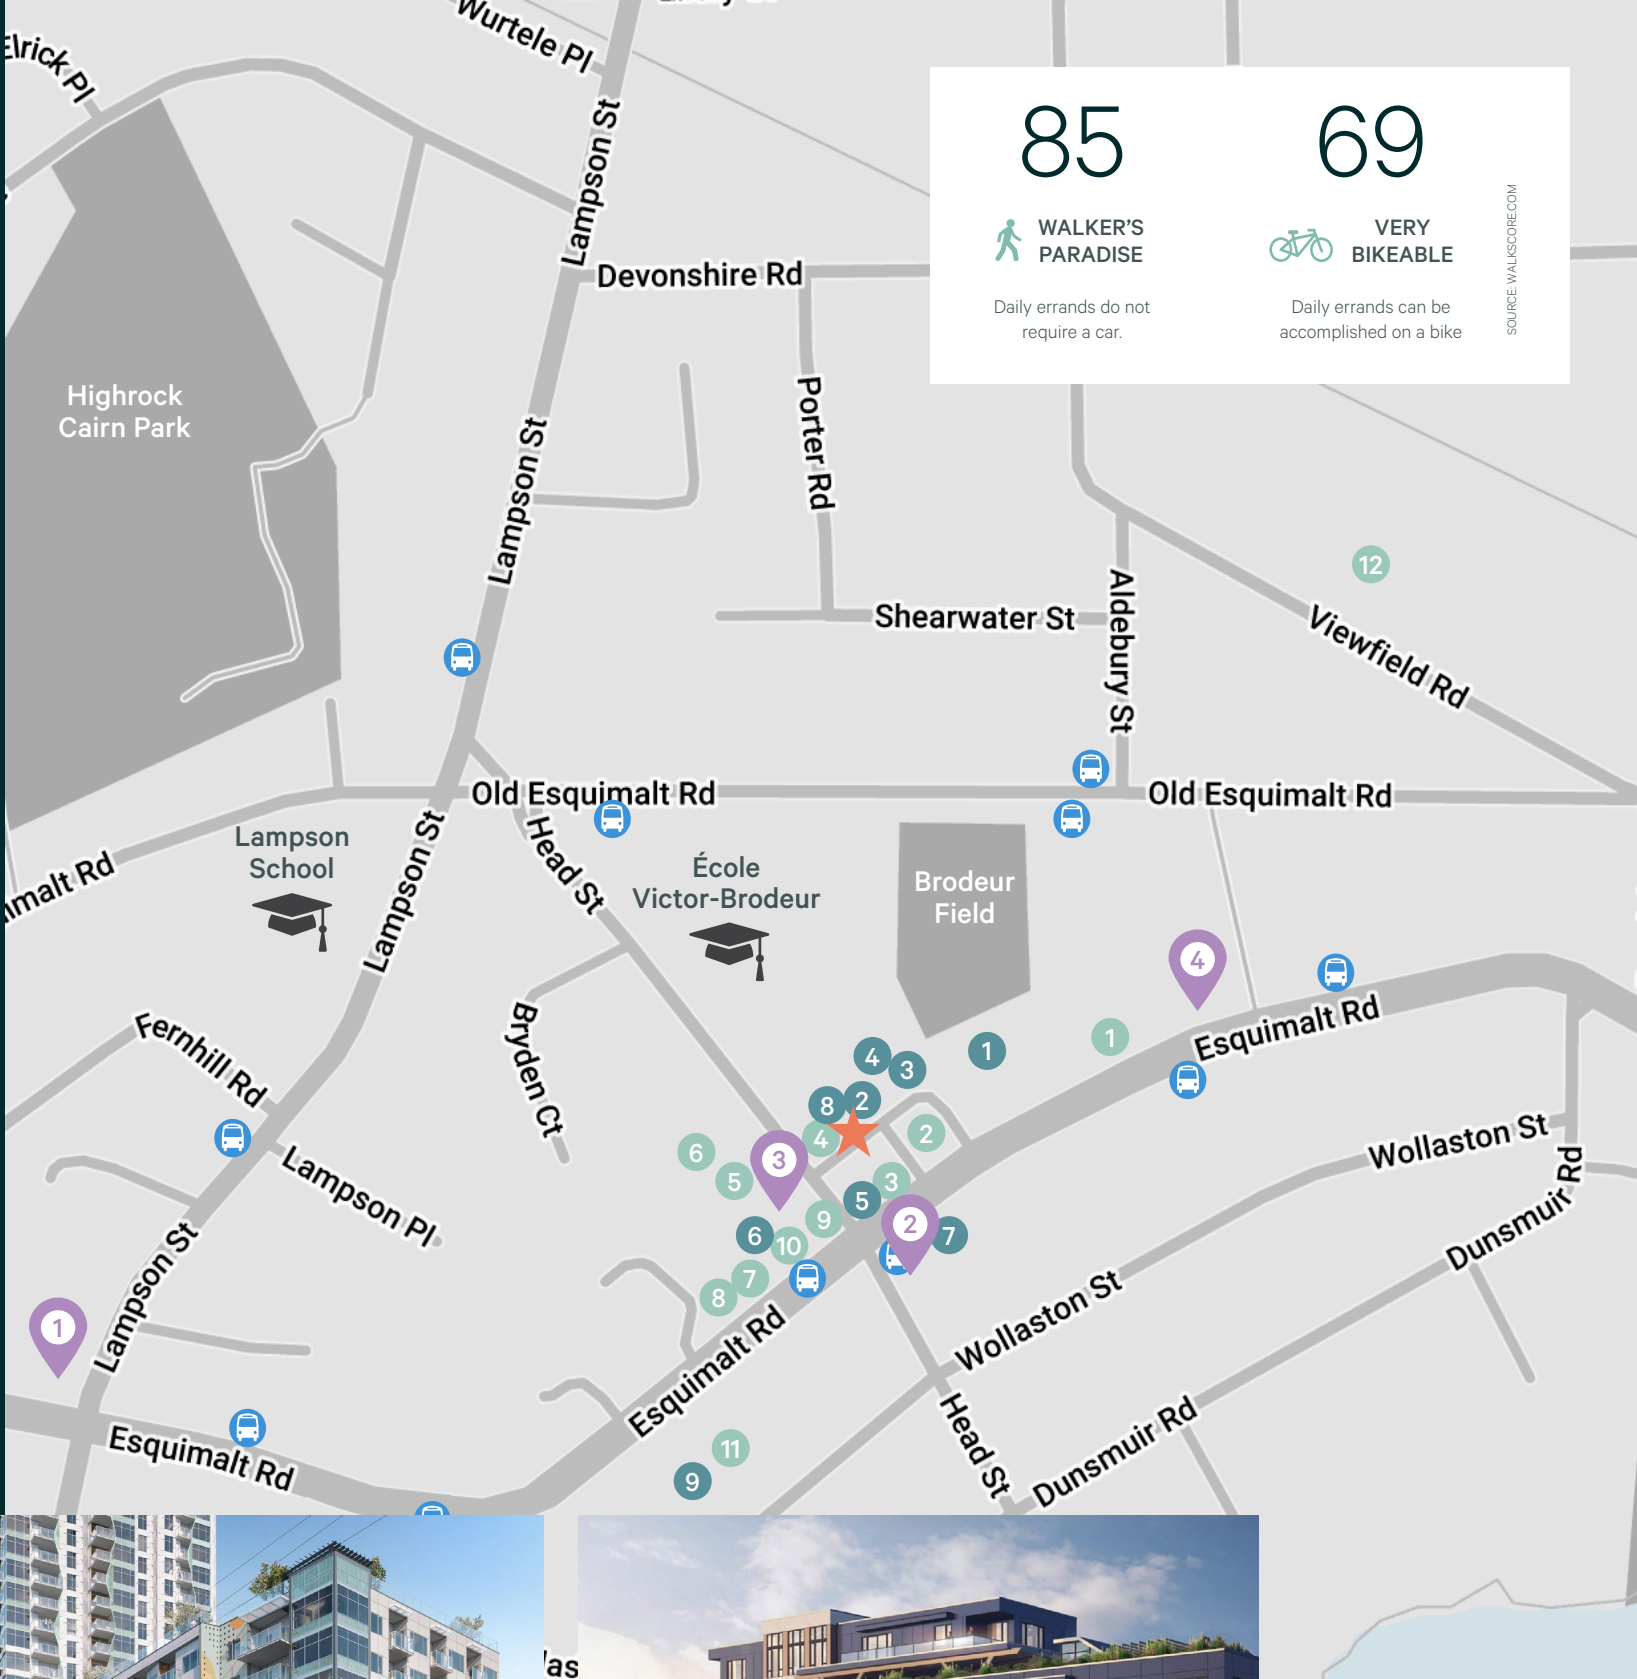 Wurtele Pl
Elrick Pl
Lampson St
85
69
WALKER'S
PARADISE
VERY
BIKEABLE
Daily errands do not
require a car.
Daily errands can be
accomplished on a bike
SOURCE: WALKSCORE.COM
Devonshire Rd
Highrock
Cairn Park
Porter Rd
Lampson St
12
Aldebury St
Shearwater St
Viewfield Rd
Old Esquimalt Rd
Old Esquimalt Rd
Lampson
School
Lampson St
Head St
École
Victor-Brodeur
Brodeur
Field
malt Rd
4
Esquimalt Rd
Fernhill Rd
Bryden Ct
1
1
4
3
8
2
4
2
6
3
5
3
5
9
2
7
6
10
7
8
Wollaston St
Dunsmuir Rd
Lampson Pl
Lampson St
1
Wollaston St
Esquimalt Rd
Head St
Dunsmuir Rd
Esquimalt Rd
11
9
las